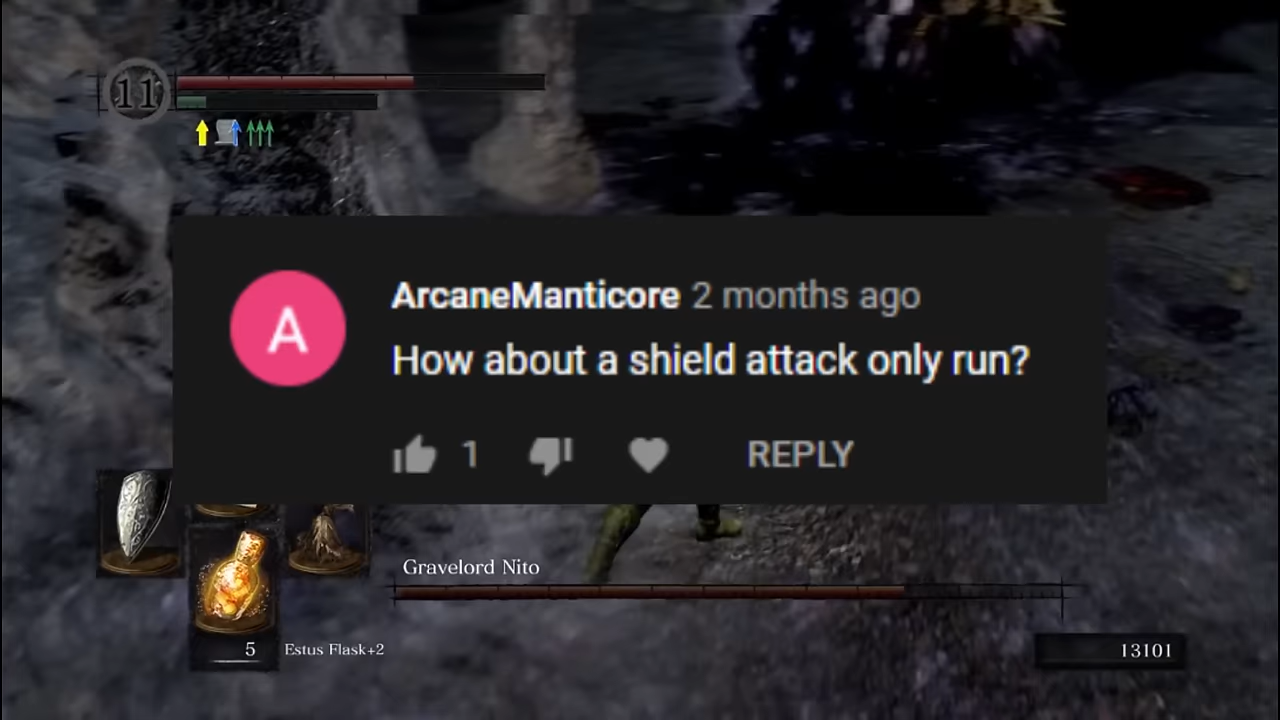 11
A
ArcaneManticore 2 months ago
How about a shield attack only run?
1
REPLY
Gravelord Nito
5 Estus Flask+2
13101